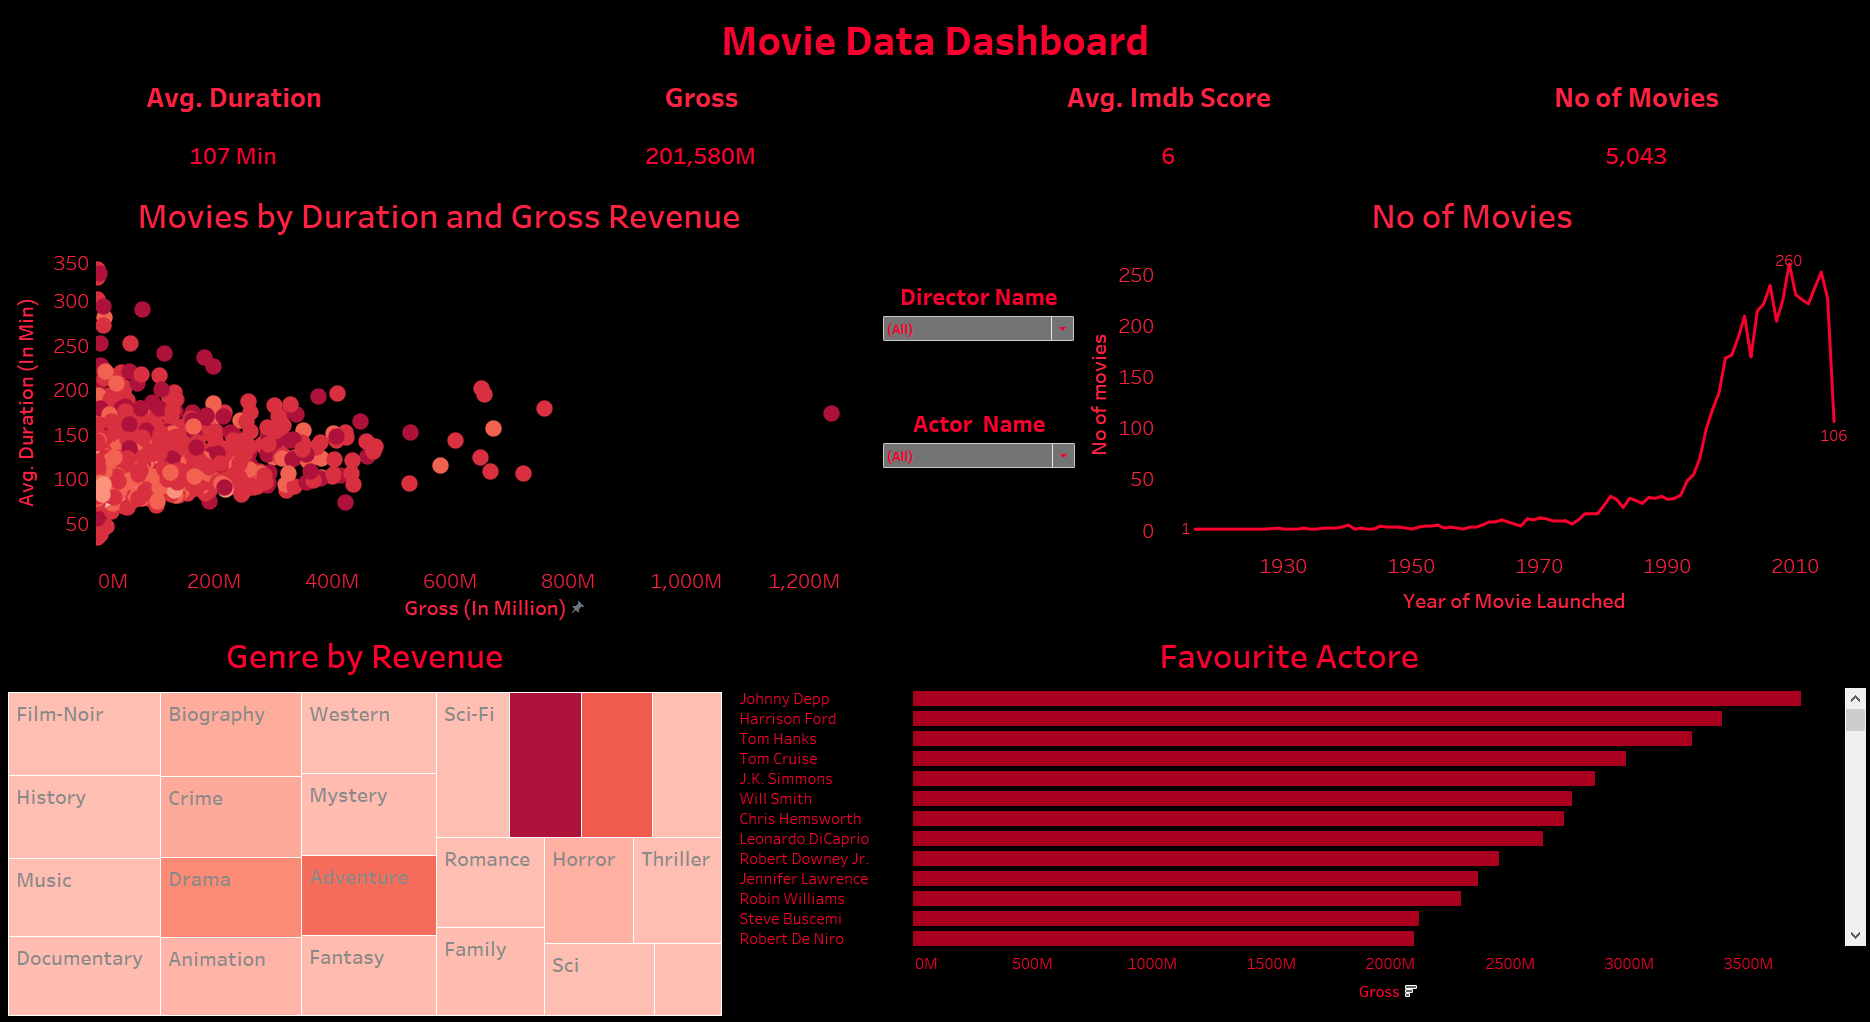 Movie Data Dashboard
Avg. Duration
Gross
Avg. Imdb Score
No of Movies
107 Min
201,580M
6
5,043
Movies by Duration and Gross Revenue
Avg. Duration (In Min)
350
300
250
200
150
100
50
0M
200M
400M
600M
800M
1,000M
1,200M
Gross (In Million)
Director Name
(All)
Actor  Name
(All)
No of Movies
No of movies
250
200
150
100
50
0
1
260
106
1930
1950
1970
1990
2010
Year of Movie Launched
Genre by Revenue
Film-Noir
History
Music
Documentary
Biography
Crime
Drama
Animation
Western
Mystery
Adventure
Fantasy
Sci-Fi
Romance
Family
Horror
Thriller
Sci
Favourite Actore
Johnny Depp
Harrison Ford
Tom Hanks
Tom Cruise
J.K. Simmons
Will Smith
Chris Hemsworth
Leonardo DiCaprio
Robert Downey Jr.
Jennifer Lawrence
Robin Williams
Steve Buscemi
Robert De Niro
0M
500M
1000M
1500M
2000M
2500M
3000M
3500M
Gross